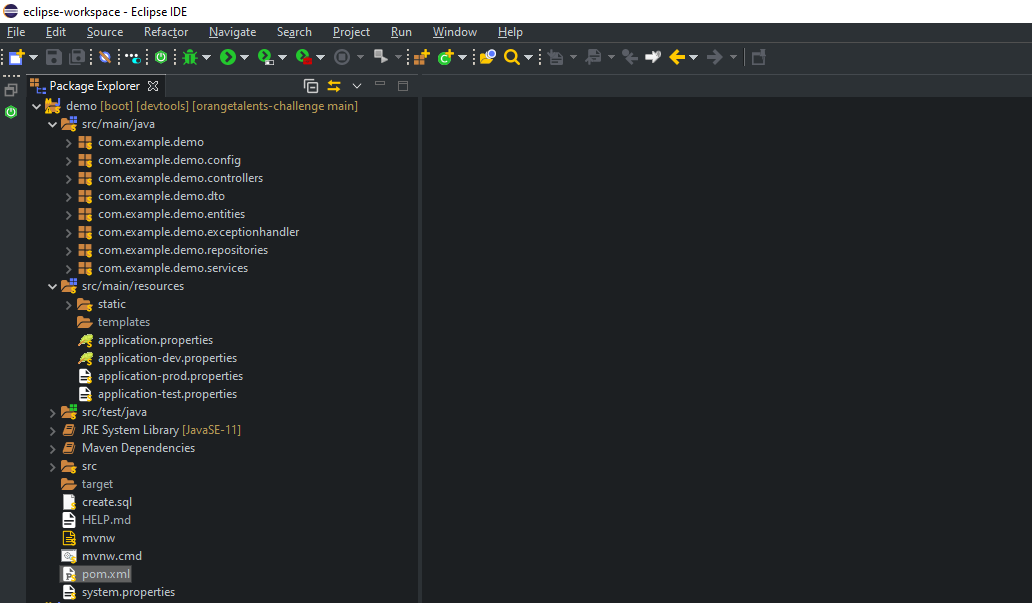 eclipse-workspace - Eclipse IDE
File Edit Source Refactor Navigate Search Project Run Window Help
Package Explorer
demo [boot] [devtools] [orangetalents-challenge main]
src/main/java
com.example.demo
com.example.demo.config
com.example.demo.controllers
com.example.demo.dto
com.example.demo.entities
com.example.demo.exceptionhandler
com.example.demo.repositories
com.example.demo.services
src/main/resources
static
templates
application.properties
application-dev.properties
application-prod.properties
application-test.properties
src/test/java
JRE System Library [JavaSE-11]
Maven Dependencies
src
target
create.sql
HELP.md
mvnw
mvnw.cmd
pom.xml
system.properties